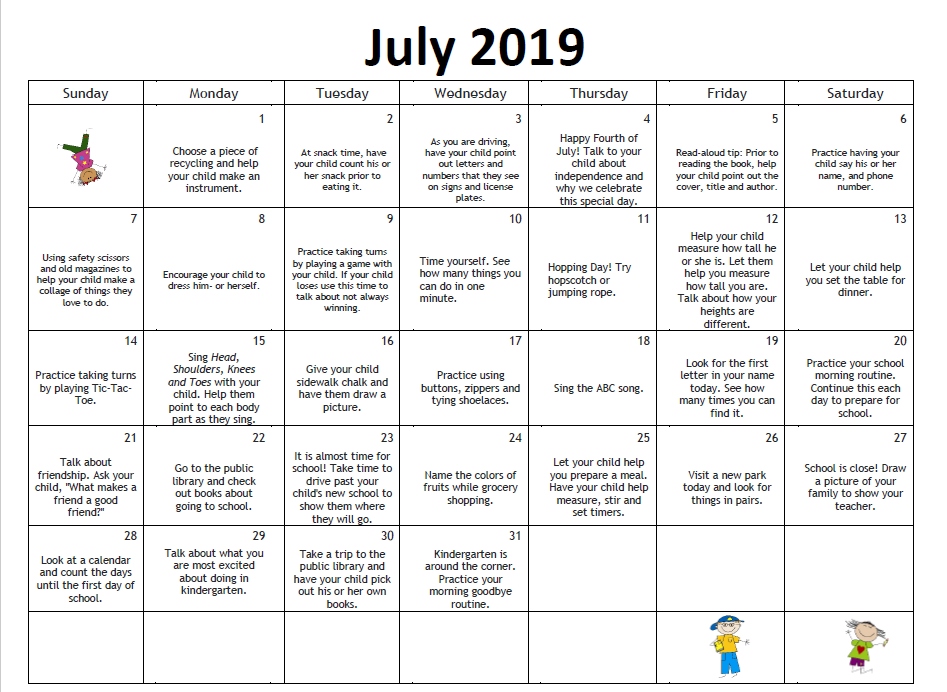 July 2019
Sunday Monday Tuesday Wednesday Thursday Friday Saturday
1
Choose a piece of
recycling and help
your child make an
instrument.
2
At snack time, have
your child count his or
her snack prior to
eating it.
3
As you are driving,
have your child point
out letters and
numbers that they see
on signs and license
plates.
4
Happy Fourth of
July! Talk to your
child about
independence and
why we celebrate
this special day.
5
Read-aloud tip: Prior to
reading the book, help
your child point out the
cover, title and author.
6
Practice having your
child say his or her
name, and phone
number.
7
Using safety scissors
and old magazines to
help your child make a
collage of things they
love to do.
8
Encourage your child to
dress him- or herself.
9
Practice taking turns
by playing a game with
your child. If your child
loses use this time to
talk about not always
winning.
10
Time yourself. See
how many things you
can do in one
minute.
11
Hopping Day! Try
hopscotch or
jumping rope.
12
Help your child
measure how tall he
or she is. Let them
help you measure
how tall you are.
Talk about how your
heights are
different.
13
Let your child help
you set the table for
dinner.
14
Practice taking turns
by playing Tic-Tac-
Toe.
15
Sing Head,
Shoulders, Knees
and Toes with your
child. Help them
point to each body
part as they sing.
16
Give your child
sidewalk chalk and
have them draw a
picture.
17
Practice using
buttons, zippers and
tying shoelaces.
18
Sing the ABC song.
19
Look for the first
letter in your name
today. See how
many times you can
find it.
20
Practice your school
morning routine.
Continue this each
day to prepare for
school.
21
Talk about
friendship. Ask your
child, "What makes a
friend a good
friend?"
22
Go to the public
library and check
out books about
going to school.
23
It is almost time for
school! Take time to
drive past your
child's new school to
show them where
they will go.
24
Name the colors of
fruits while grocery
shopping.
25
Let your child help
you prepare a meal.
Have your child help
measure, stir and
set timers.
26
Visit a new park
today and look for
things in pairs.
27
School is close! Draw
a picture of your
family to show your
teacher.
28
Look at a calendar
and count the days
until the first day of
school.
29
Talk about what you
are most excited
about doing in
kindergarten.
30
Take a trip to the
public library and
have your child pick
out his or her own
books.
31
Kindergarten is
around the corner.
Practice your
morning goodbye
routine.